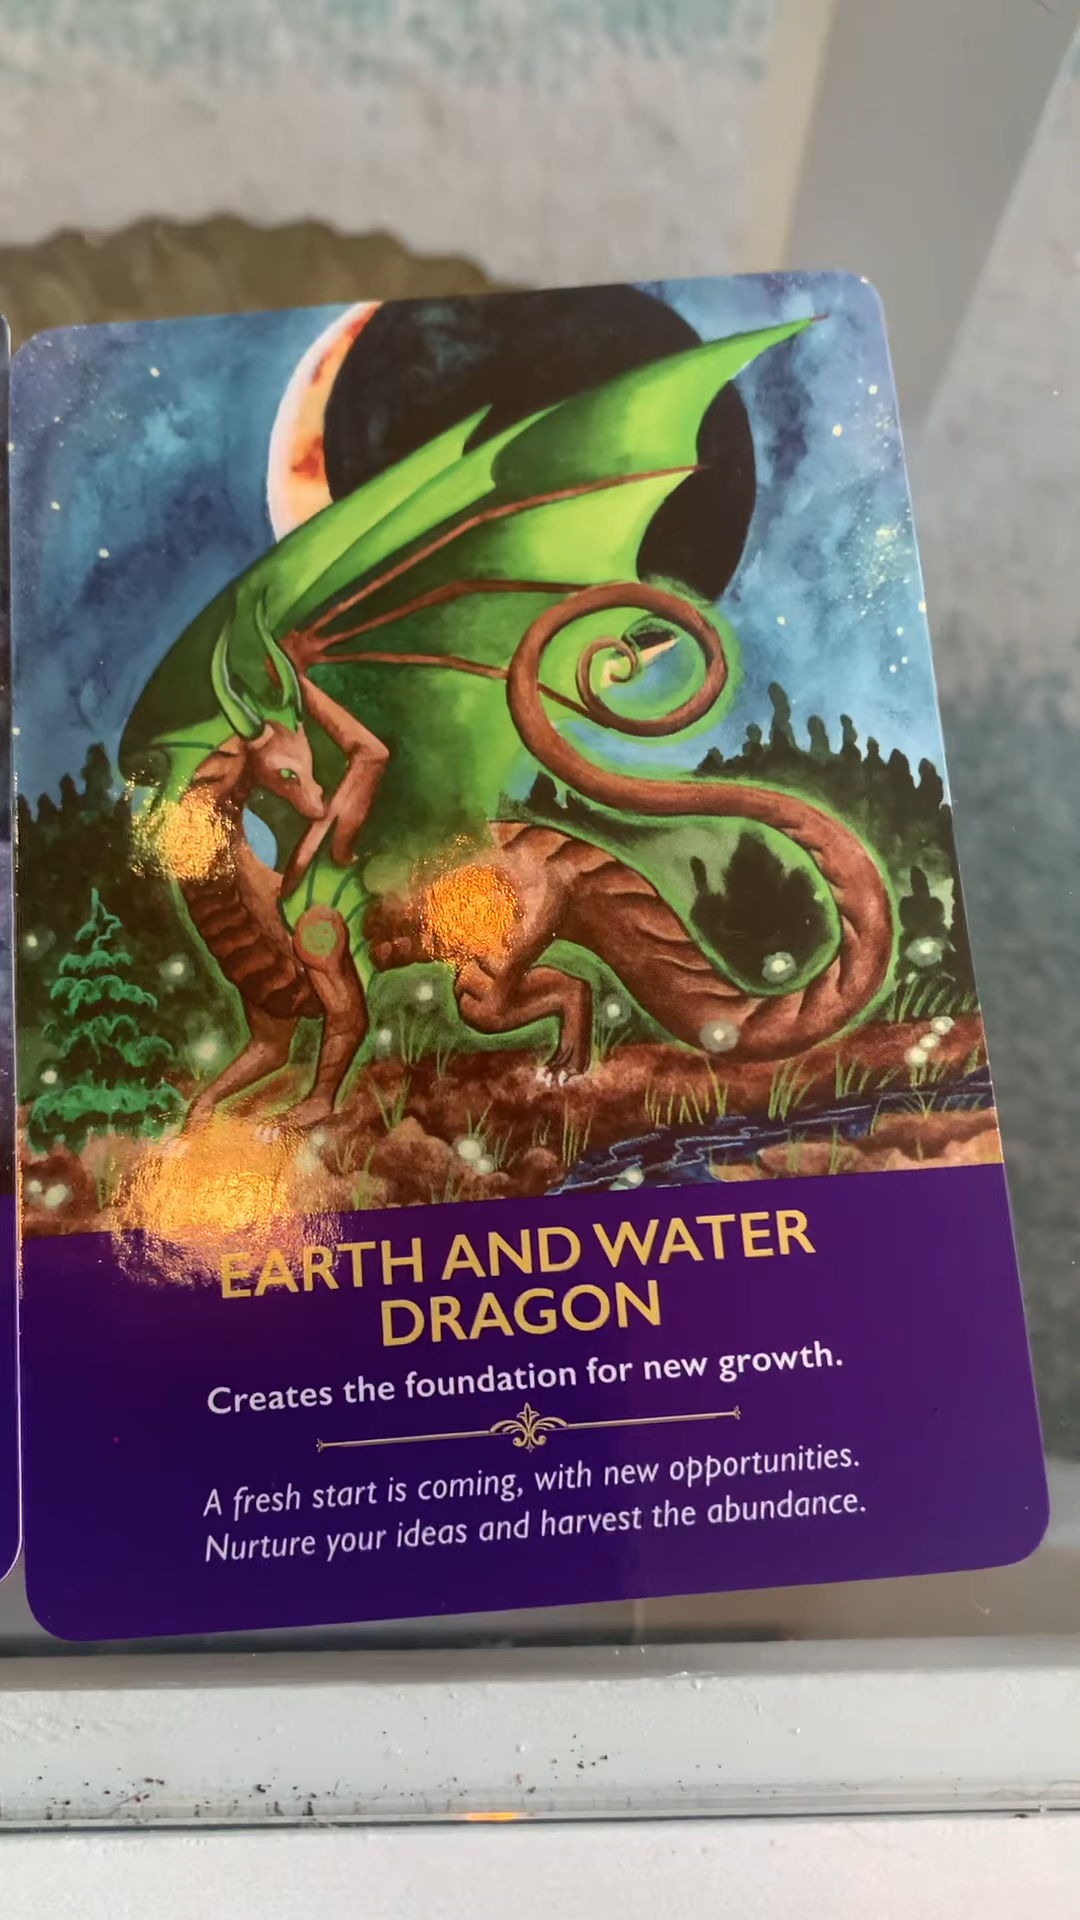 EARTH AND WATER
DRAGON
Creates the foundation for new growth.
A fresh start is coming, with new opportunities.
Nurture your ideas and harvest the abundance.